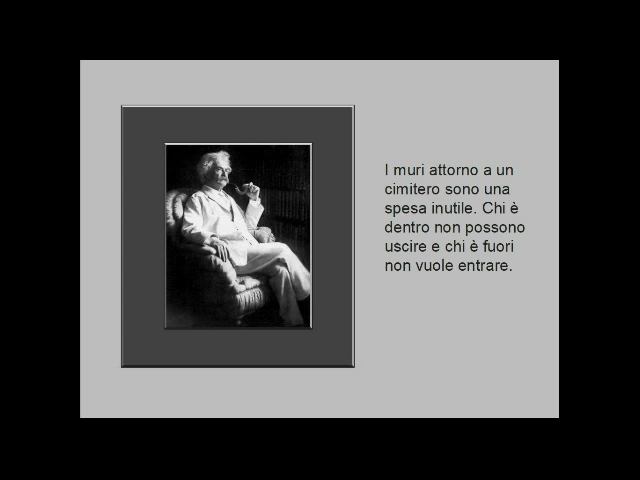 I muri attorno a un
cimitero sono una
spesa inutile. Chi è
dentro non possono
uscire e chi è fuori
non vuole entrare.